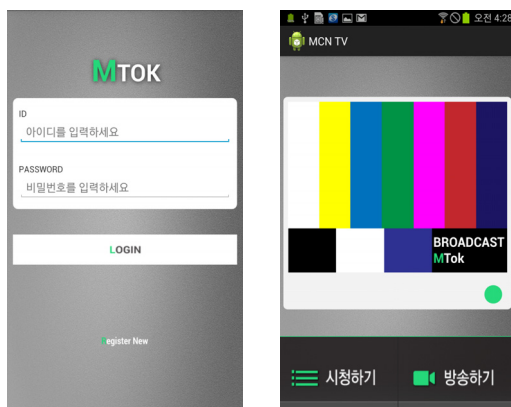 MTOK
ID
아이디를 입력하세요
PASSWORD
비밀번호를 입력하세요
LOGIN
Register New
오전 4:28
MCN TV
BROADCAST
MTok
시청하기
방송하기